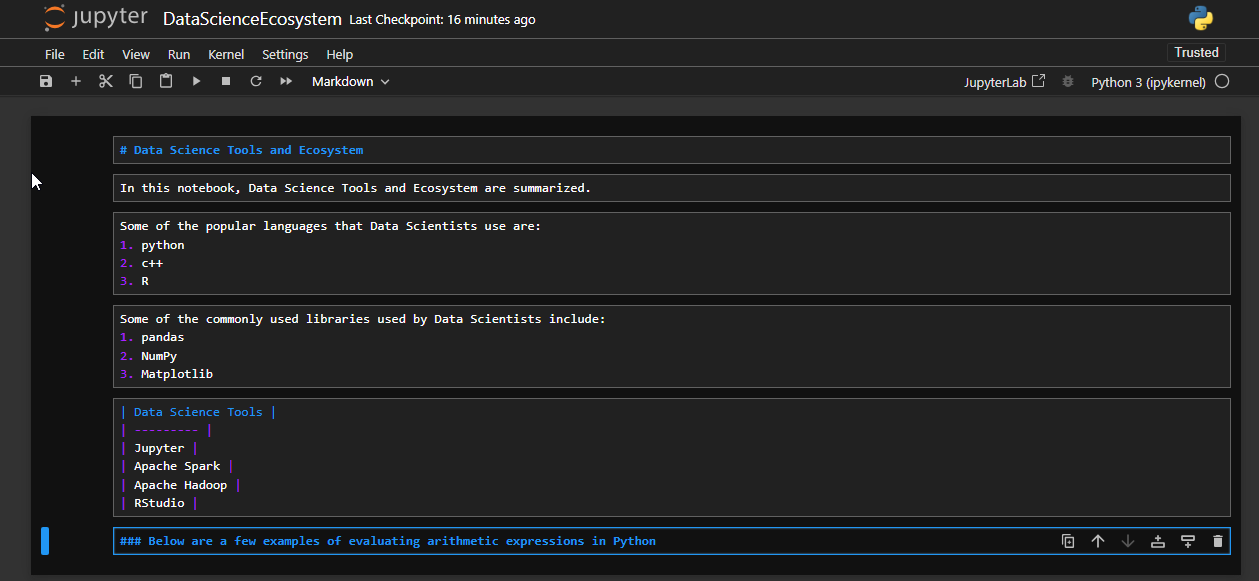 jupyter DataScienceEcosystem Last Checkpoint: 16 minutes ago
File Edit View Run Kernel Settings Help
Trusted
Markdown
JupyterLab
Python 3 (ipykernel)
# Data Science Tools and Ecosystem
In this notebook, Data Science Tools and Ecosystem are summarized.
Some of the popular languages that Data Scientists use are:
1. python
2. c++
3. R
Some of the commonly used libraries used by Data Scientists include:
1. pandas
2. NumPy
3. Matplotlib
| Data Science Tools |
| --------- |
| Jupyter |
| Apache Spark |
| Apache Hadoop |
| RStudio |
### Below are a few examples of evaluating arithmetic expressions in Python